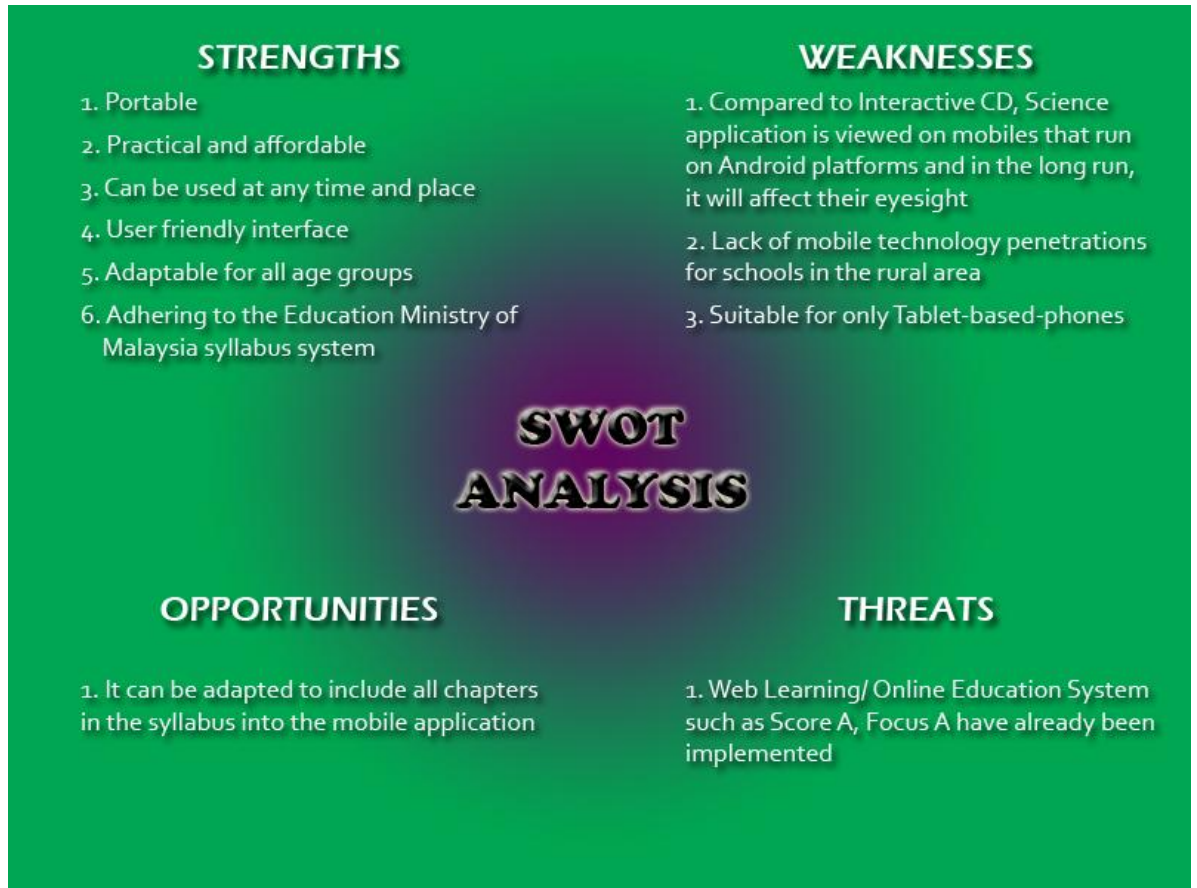 STRENGTHS
1. Portable
2. Practical and affordable
3. Can be used at any time and place
4. User friendly interface
5. Adaptable for all age groups
6. Adhering to the Education Ministry of
Malaysia syllabus system
WEAKNESSES
1. Compared to Interactive CD, Science
application is viewed on mobiles that run
on Android platforms and in the long run,
it will affect their eyesight
2. Lack of mobile technology penetrations
for schools in the rural area
3. Suitable for only Tablet-based-phones
SWOT
ANALYSIS
OPPORTUNITIES
1. It can be adapted to include all chapters
in the syllabus into the mobile application
THREATS
1. Web Learning/ Online Education System
such as Score A, Focus A have already been
implemented